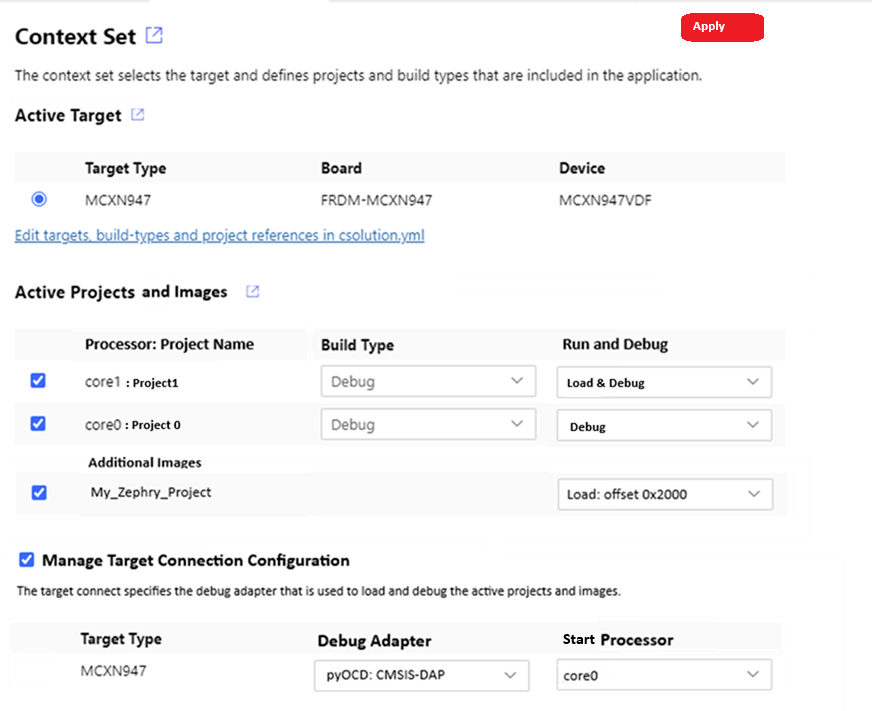 Context Set
Apply
The context set selects the target and defines projects and build types that are included in the application.
Active Target
Target Type Board Device
MCXN947 FRDM-MCXN947 MCXN947VDF
Edit targets, build-types and project references in csolution.yml
Active Projects and Images
Processor: Project Name Build Type Run and Debug
core1 : Project1 Debug Load & Debug
core0 : Project 0 Debug Debug
Additional Images
My_Zephry_Project Load: offset 0x2000
Manage Target Connection Configuration
The target connect specifies the debug adapter that is used to load and debug the active projects and images.
Target Type Debug Adapter Start Processor
MCXN947 pyOCD: CMSIS-DAP core0